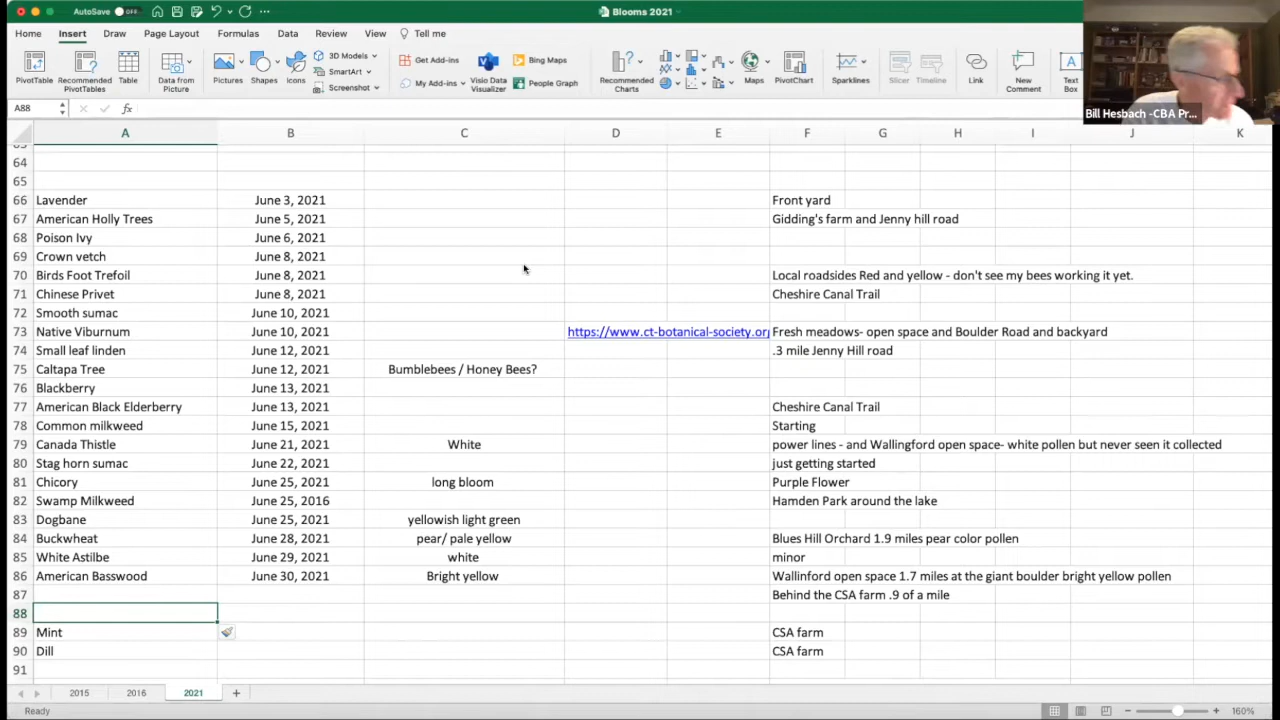 AutoSave OFF Blooms 2021
Home Insert Draw Page Layout Formulas Data Review View Tell me
PivotTable Recommended PivotTables Table Data from Picture Pictures Shapes Icons 3D Models SmartArt Screenshot Get Add-ins My Add-ins Visio Data Visualizer Bing Maps People Graph Recommended Charts Maps PivotChart Sparklines Slicer Timeline Link New Comment Text Box
Bill Hesbach -CBA Pr...
A88 fx
A B C D E F G H I J K
64
65
66 Lavender June 3, 2021 Front yard
67 American Holly Trees June 5, 2021 Gidding's farm and Jenny hill road
68 Poison Ivy June 6, 2021
69 Crown vetch June 8, 2021
70 Birds Foot Trefoil June 8, 2021 Local roadsides Red and yellow - don't see my bees working it yet.
71 Chinese Privet June 8, 2021 Cheshire Canal Trail
72 Smooth sumac June 10, 2021
73 Native Viburnum June 10, 2021 https://www.ct-botanical-society.org Fresh meadows- open space and Boulder Road and backyard
74 Small leaf linden June 12, 2021 .3 mile Jenny Hill road
75 Caltapa Tree June 12, 2021 Bumblebees / Honey Bees?
76 Blackberry June 13, 2021
77 American Black Elderberry June 13, 2021 Cheshire Canal Trail
78 Common milkweed June 15, 2021 Starting
79 Canada Thistle June 21, 2021 White power lines - and Wallingford open space- white pollen but never seen it collected
80 Stag horn sumac June 22, 2021 just getting started
81 Chicory June 25, 2021 long bloom Purple Flower
82 Swamp Milkweed June 25, 2016 Hamden Park around the lake
83 Dogbane June 25, 2021 yellowish light green
84 Buckwheat June 28, 2021 pear/ pale yellow Blues Hill Orchard 1.9 miles pear color pollen
85 White Astilbe June 29, 2021 white minor
86 American Basswood June 30, 2021 Bright yellow Wallinford open space 1.7 miles at the giant boulder bright yellow pollen
87 Behind the CSA farm .9 of a mile
88
89 Mint CSA farm
90 Dill CSA farm
91
2015 2016 2021 +
Ready 160%